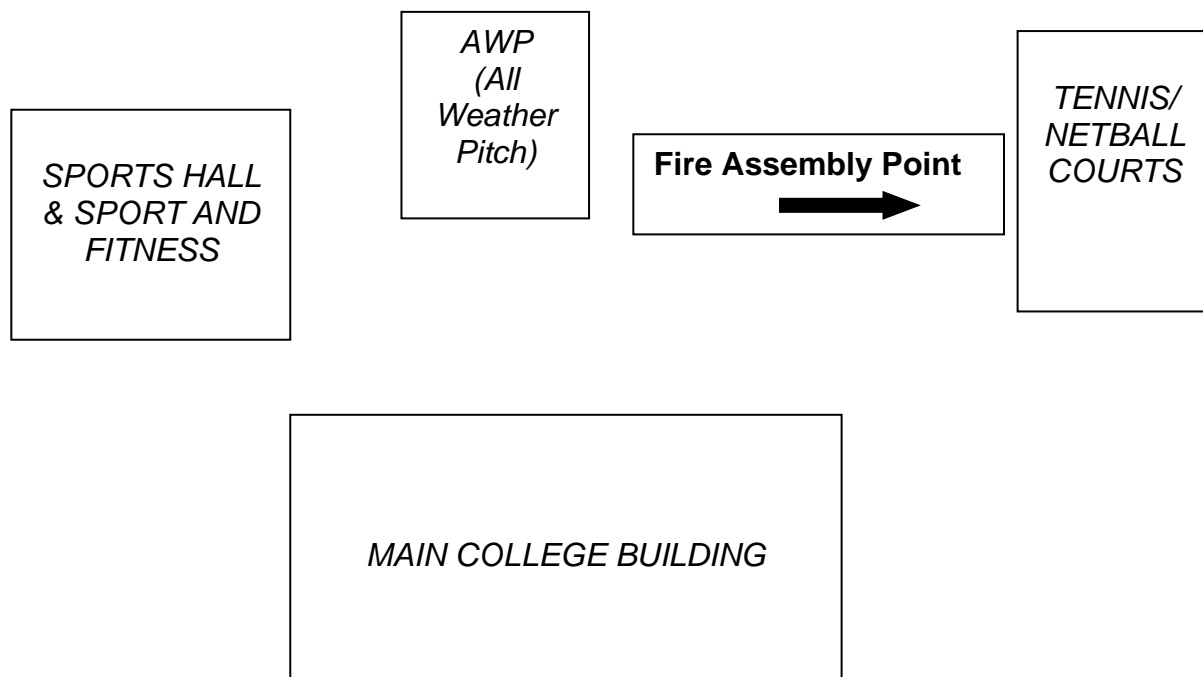 AWP
(All
Weather
Pitch)
TENNIS/
NETBALL
COURTS
SPORTS HALL
& SPORT AND
FITNESS
Fire Assembly Point
MAIN COLLEGE BUILDING